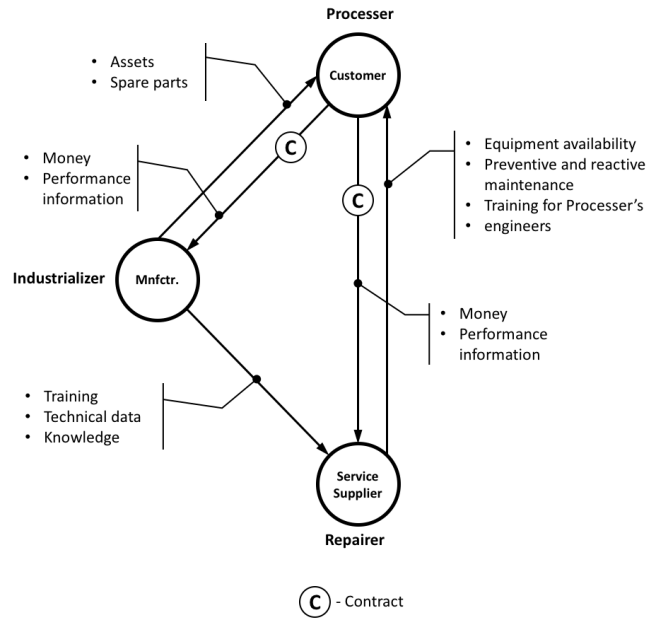 Processer
Customer
• Assets
• Spare parts
C
• Money
• Performance
information
C
• Equipment availability
• Preventive and reactive
maintenance
• Training for Processer’s
• engineers
Industrializer
Mnfctr.
• Money
• Performance
information
• Training
• Technical data
• Knowledge
Service
Supplier
Repairer
C - Contract